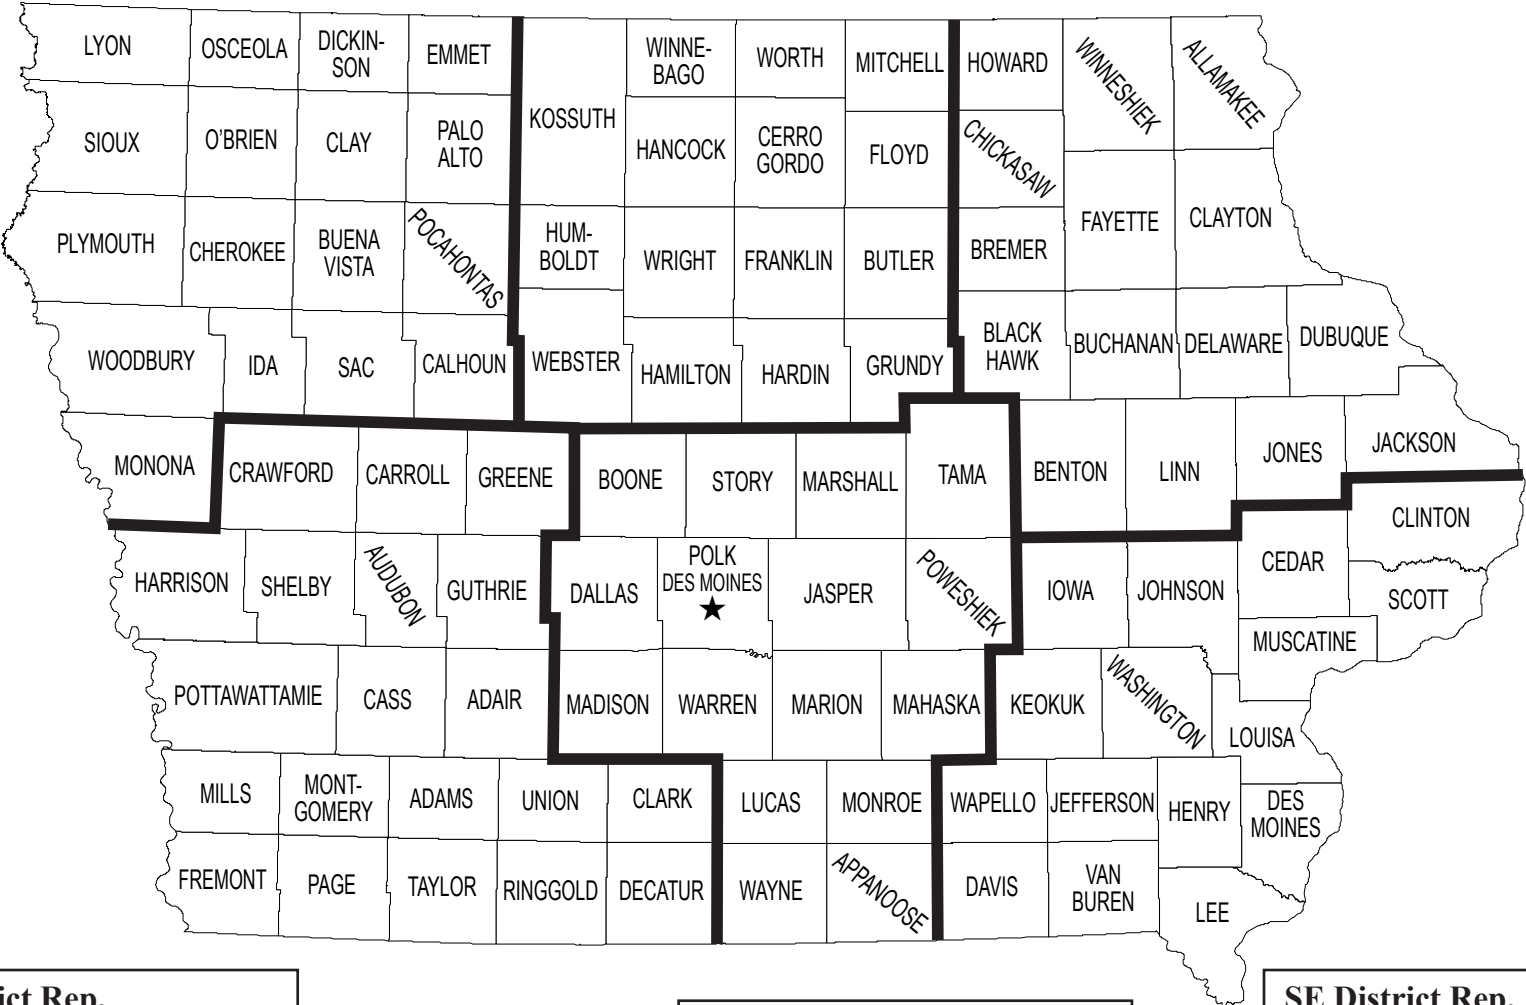 LYON
OSCEOLA
DICKIN-
SON
EMMET
KOSSUTH
WINNE-
BAGO
WORTH
MITCHELL
HOWARD
WINNESHIEK
ALLAMAKEE
SIOUX
O'BRIEN
CLAY
PALO
ALTO
HANCOCK
CERRO
GORDO
FLOYD
CHICKASAW
PLYMOUTH
CHEROKEE
BUENA
VISTA
POCAHONTAS
HUM-
BOLDT
WRIGHT
FRANKLIN
BUTLER
BREMER
FAYETTE
CLAYTON
WOODBURY
IDA
SAC
CALHOUN
WEBSTER
HAMILTON
HARDIN
GRUNDY
BLACK
HAWK
BUCHANAN
DELAWARE
DUBUQUE
MONONA
CRAWFORD
CARROLL
GREENE
BOONE
STORY
MARSHALL
TAMA
BENTON
LINN
JONES
JACKSON
HARRISON
SHELBY
AUDUBON
GUTHRIE
DALLAS
POLK
DES MOINES
JASPER
POWESHIEK
IOWA
JOHNSON
CEDAR
CLINTON
SCOTT
MUSCATINE
POTTAWATTAMIE
CASS
ADAIR
MADISON
WARREN
MARION
MAHASKA
KEOKUK
WASHINGTON
LOUISA
MILLS
MONT-
GOMERY
ADAMS
UNION
CLARK
LUCAS
MONROE
WAPELLO
JEFFERSON
HENRY
DES
MOINES
FREMONT
PAGE
TAYLOR
RINGGOLD
DECATUR
WAYNE
APPANOOSE
DAVIS
VAN
BUREN
LEE
ict Rep.
SE District Rep.